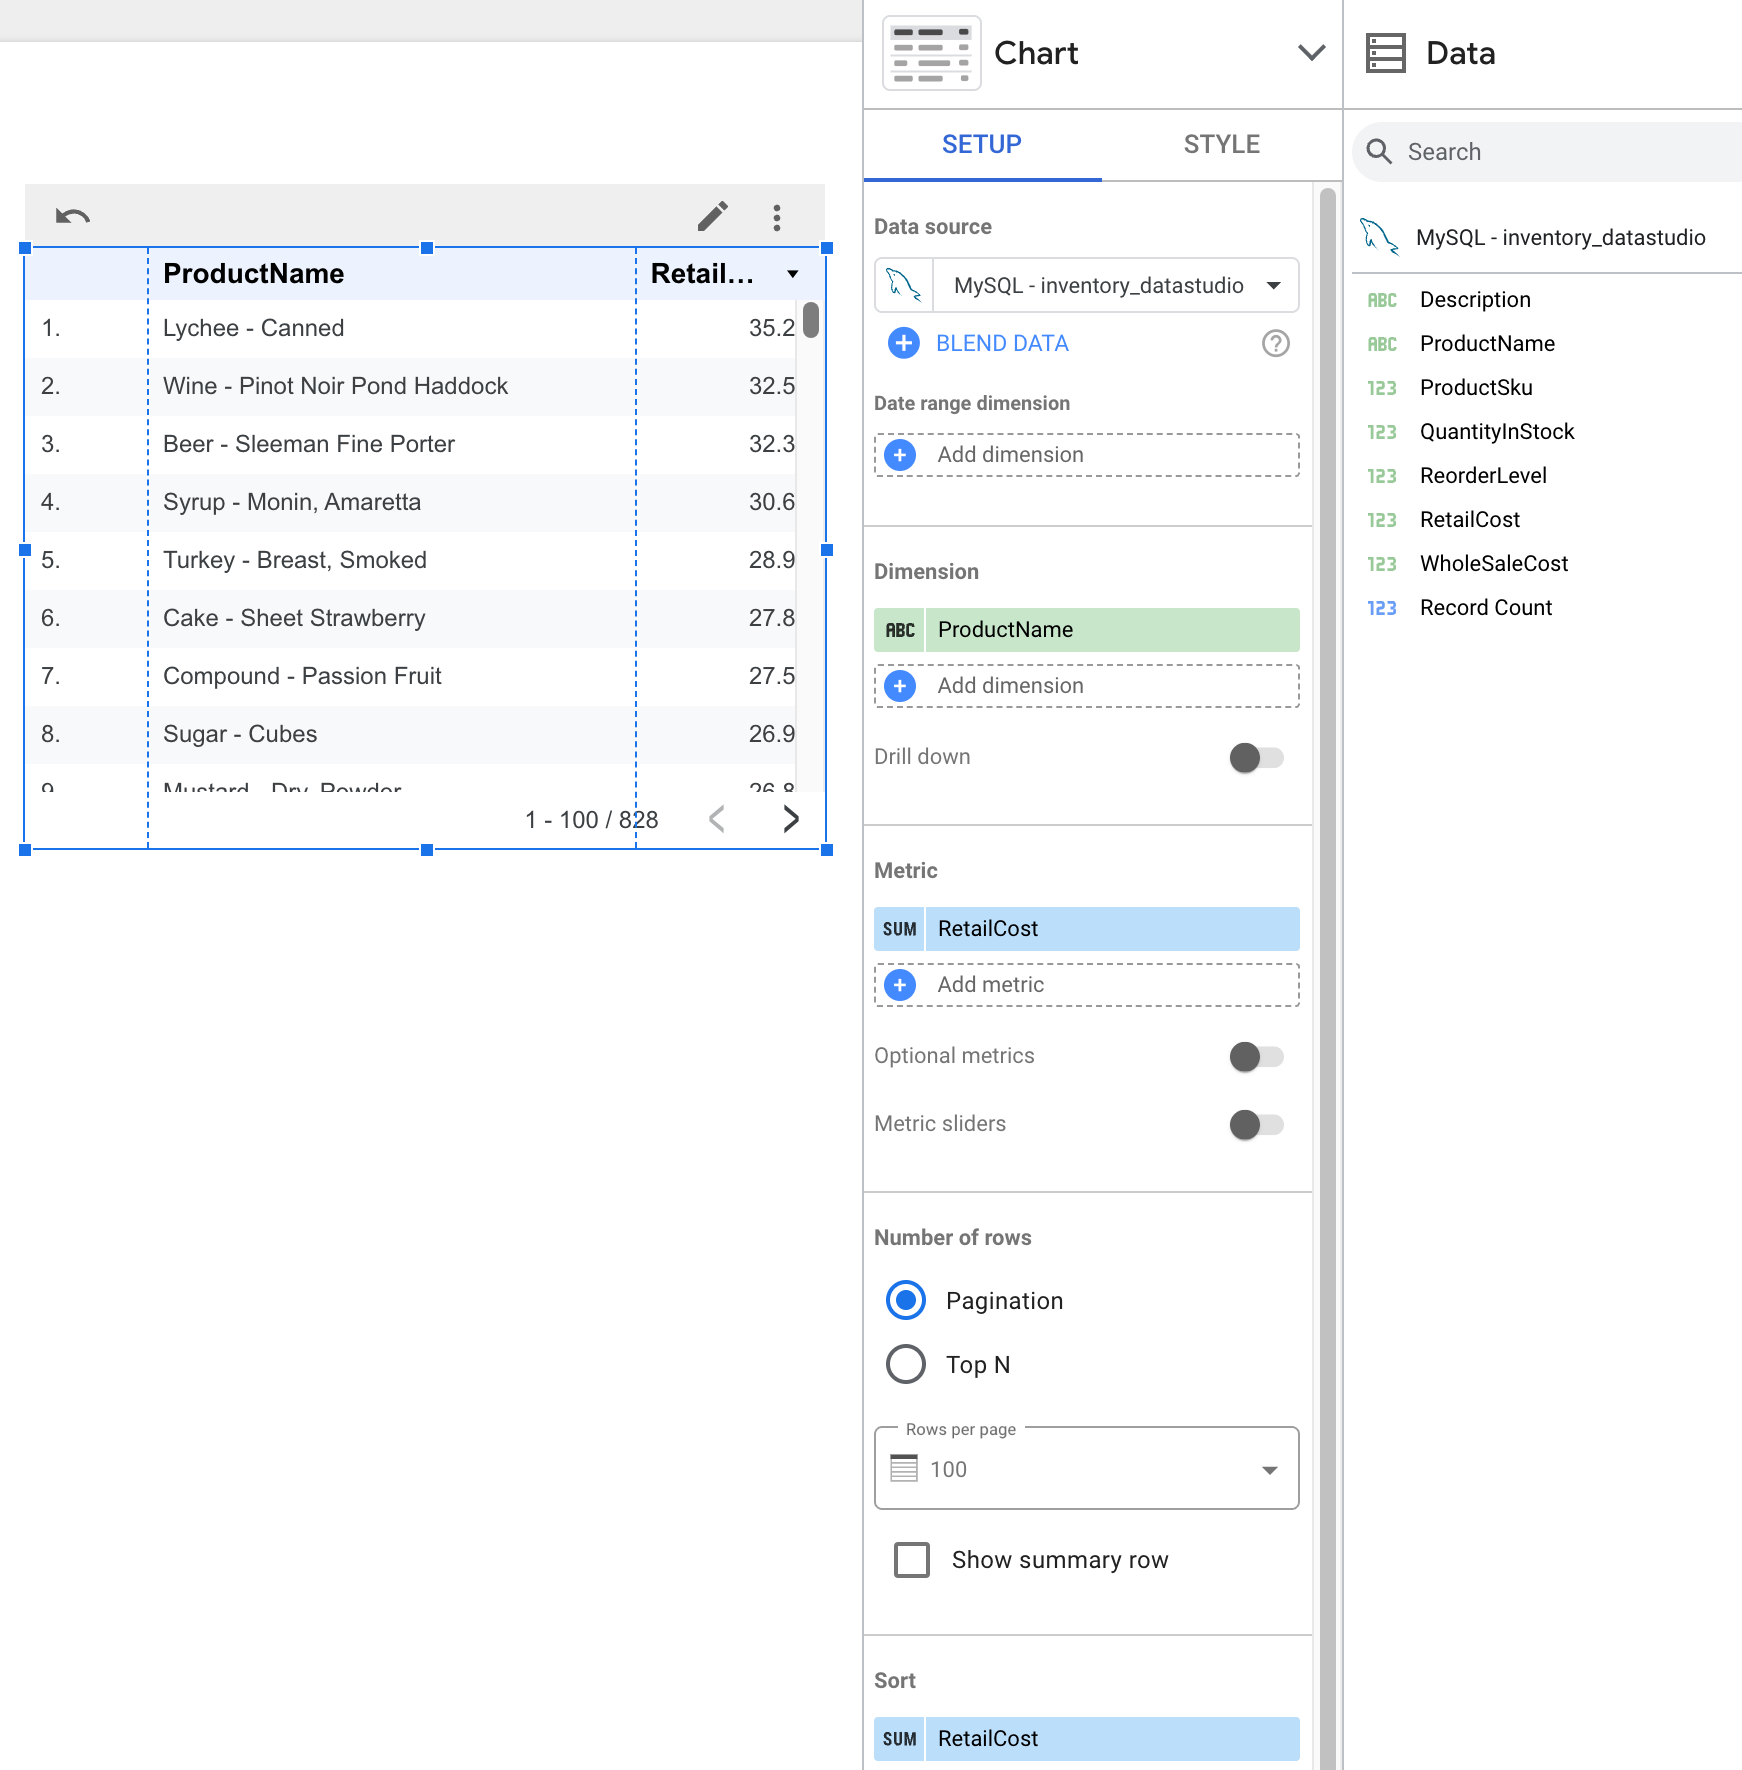 ProductName Retail...
1. Lychee - Canned 35.2
2. Wine - Pinot Noir Pond Haddock 32.5
3. Beer - Sleeman Fine Porter 32.3
4. Syrup - Monin, Amaretta 30.6
5. Turkey - Breast, Smoked 28.9
6. Cake - Sheet Strawberry 27.8
7. Compound - Passion Fruit 27.5
8. Sugar - Cubes 26.9
9. Mustard - Dry, Powder 26.8
1 - 100 / 828
Chart
SETUP STYLE
Data source
MySQL - inventory_datastudio
BLEND DATA
Date range dimension
Add dimension
Dimension
ABC ProductName
Add dimension
Drill down
Metric
SUM RetailCost
Add metric
Optional metrics
Metric sliders
Number of rows
Pagination
Top N
Rows per page
100
Show summary row
Sort
SUM RetailCost
Data
Search
MySQL - inventory_datastudio
ABC Description
ABC ProductName
123 ProductSku
123 QuantityInStock
123 ReorderLevel
123 RetailCost
123 WholeSaleCost
123 Record Count